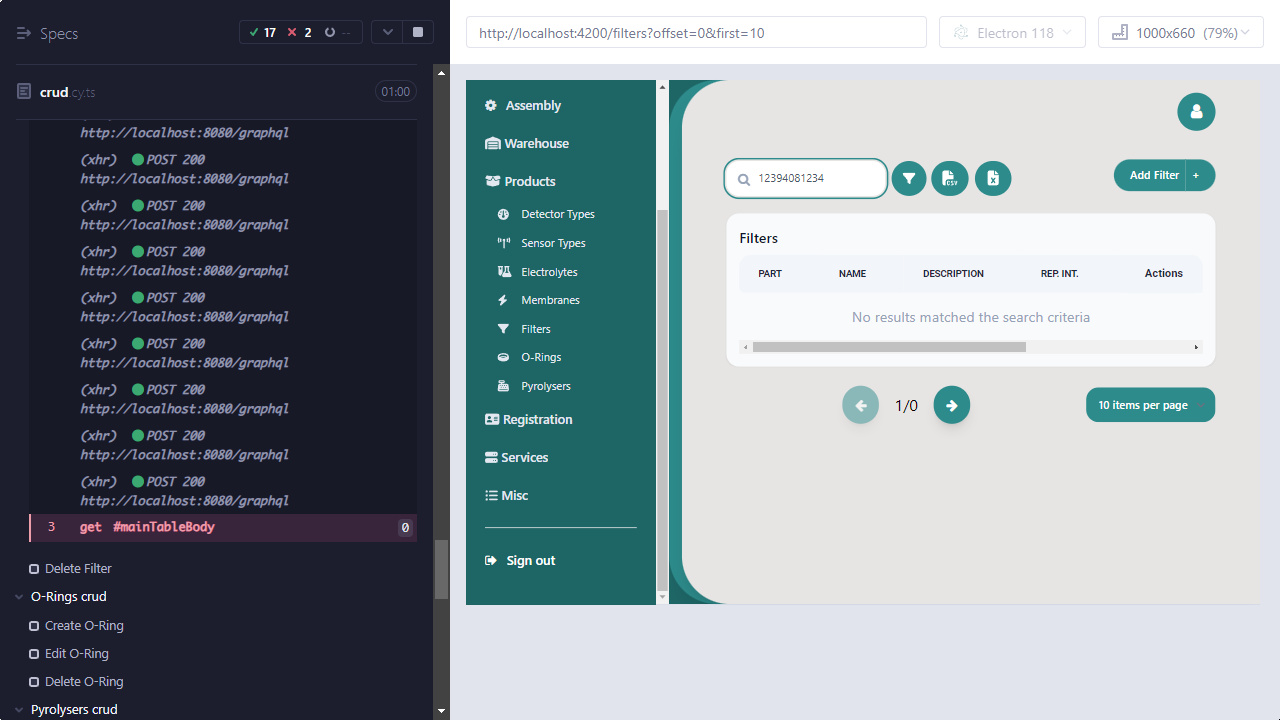 Specs
17 2 --
crud.cy.ts 01:00
http://localhost:8080/graphql
(xhr) POST 200
http://localhost:8080/graphql
(xhr) POST 200
http://localhost:8080/graphql
(xhr) POST 200
http://localhost:8080/graphql
(xhr) POST 200
http://localhost:8080/graphql
(xhr) POST 200
http://localhost:8080/graphql
(xhr) POST 200
http://localhost:8080/graphql
(xhr) POST 200
http://localhost:8080/graphql
(xhr) POST 200
http://localhost:8080/graphql
3 get #mainTableBody 0
Delete Filter
O-Rings crud
Create O-Ring
Edit O-Ring
Delete O-Ring
Pyrolysers crud
http://localhost:4200/filters?offset=0&first=10
Electron 118
1000x660 (79%)
Assembly
Warehouse
Products
Detector Types
Sensor Types
Electrolytes
Membranes
Filters
O-Rings
Pyrolysers
Registration
Services
Misc
Sign out
12394081234
CSV
Add Filter +
Filters
PART NAME DESCRIPTION REP. INT. Actions
No results matched the search criteria
1/0
10 items per page